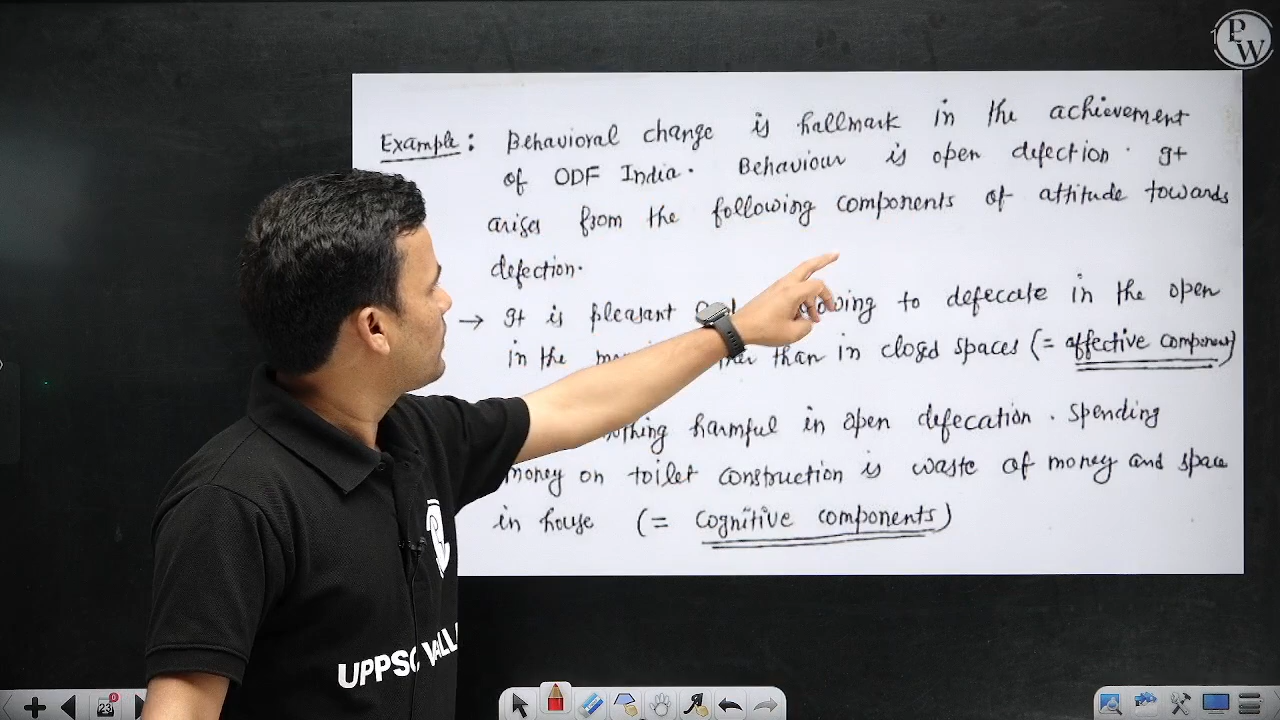 PW
Example: Behavioral change is hallmark in the achievement
of ODF India. Behaviour is open defection. It
arises from the following components of attitude towards
defection.
→ It is pleasant to defecate in the open
in the than in closed spaces (= affective component)
harmful in open defecation. Spending
money on toilet construction is waste of money and space
in house (= Cognitive components)
UPPSC WALL
23